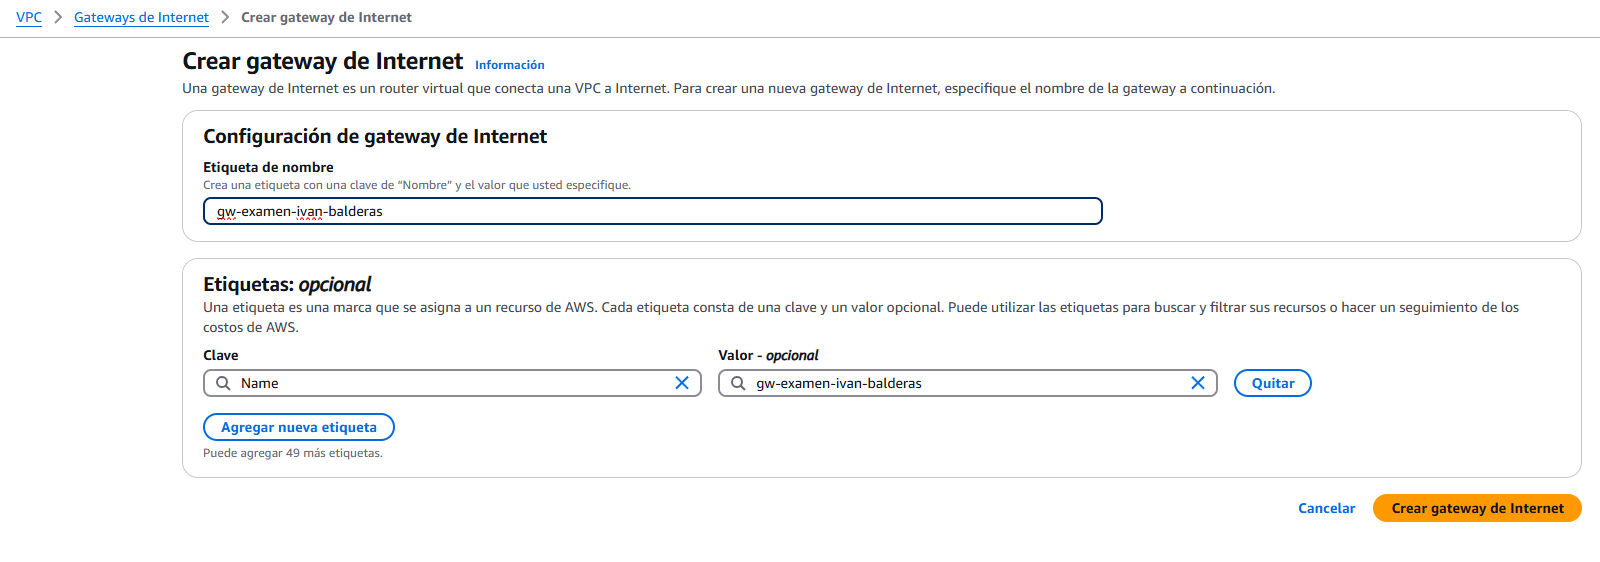 VPC > Gateways de Internet > Crear gateway de Internet
Crear gateway de Internet Información
Una gateway de Internet es un router virtual que conecta una VPC a Internet. Para crear una nueva gateway de Internet, especifique el nombre de la gateway a continuación.
Configuración de gateway de Internet
Etiqueta de nombre
Crea una etiqueta con una clave de “Nombre” y el valor que usted especifique.
gw-examen-ivan-balderas
Etiquetas: opcional
Una etiqueta es una marca que se asigna a un recurso de AWS. Cada etiqueta consta de una clave y un valor opcional. Puede utilizar las etiquetas para buscar y filtrar sus recursos o hacer un seguimiento de los
costos de AWS.
Clave Valor - opcional
Name gw-examen-ivan-balderas Quitar
Agregar nueva etiqueta
Puede agregar 49 más etiquetas.
Cancelar Crear gateway de Internet